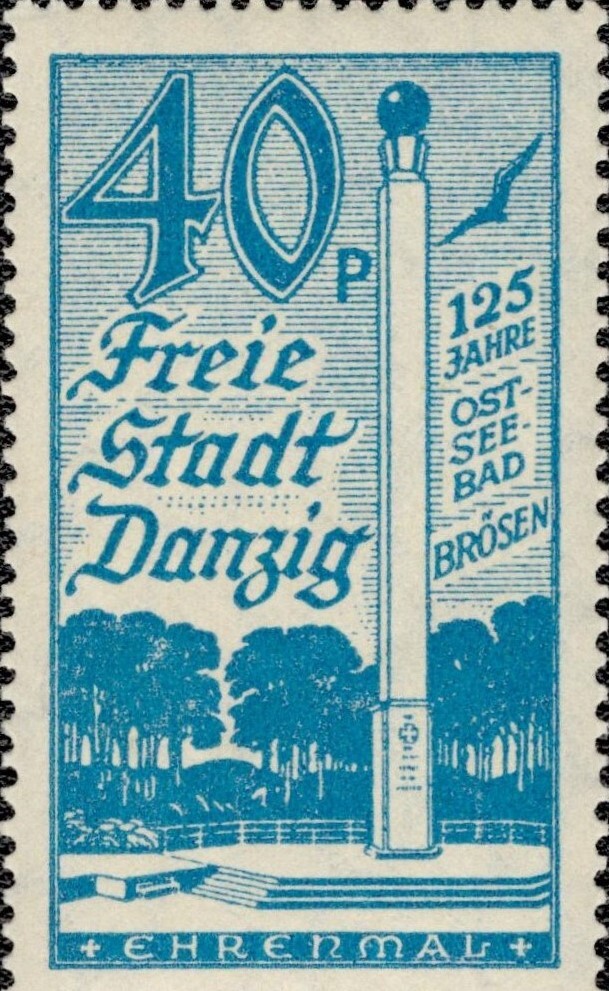 40
P
Freie
Stadt
Danzig
125
JAHRE
OST-
SEE-
BAD
BRÖSEN
+ EHRENMAL +